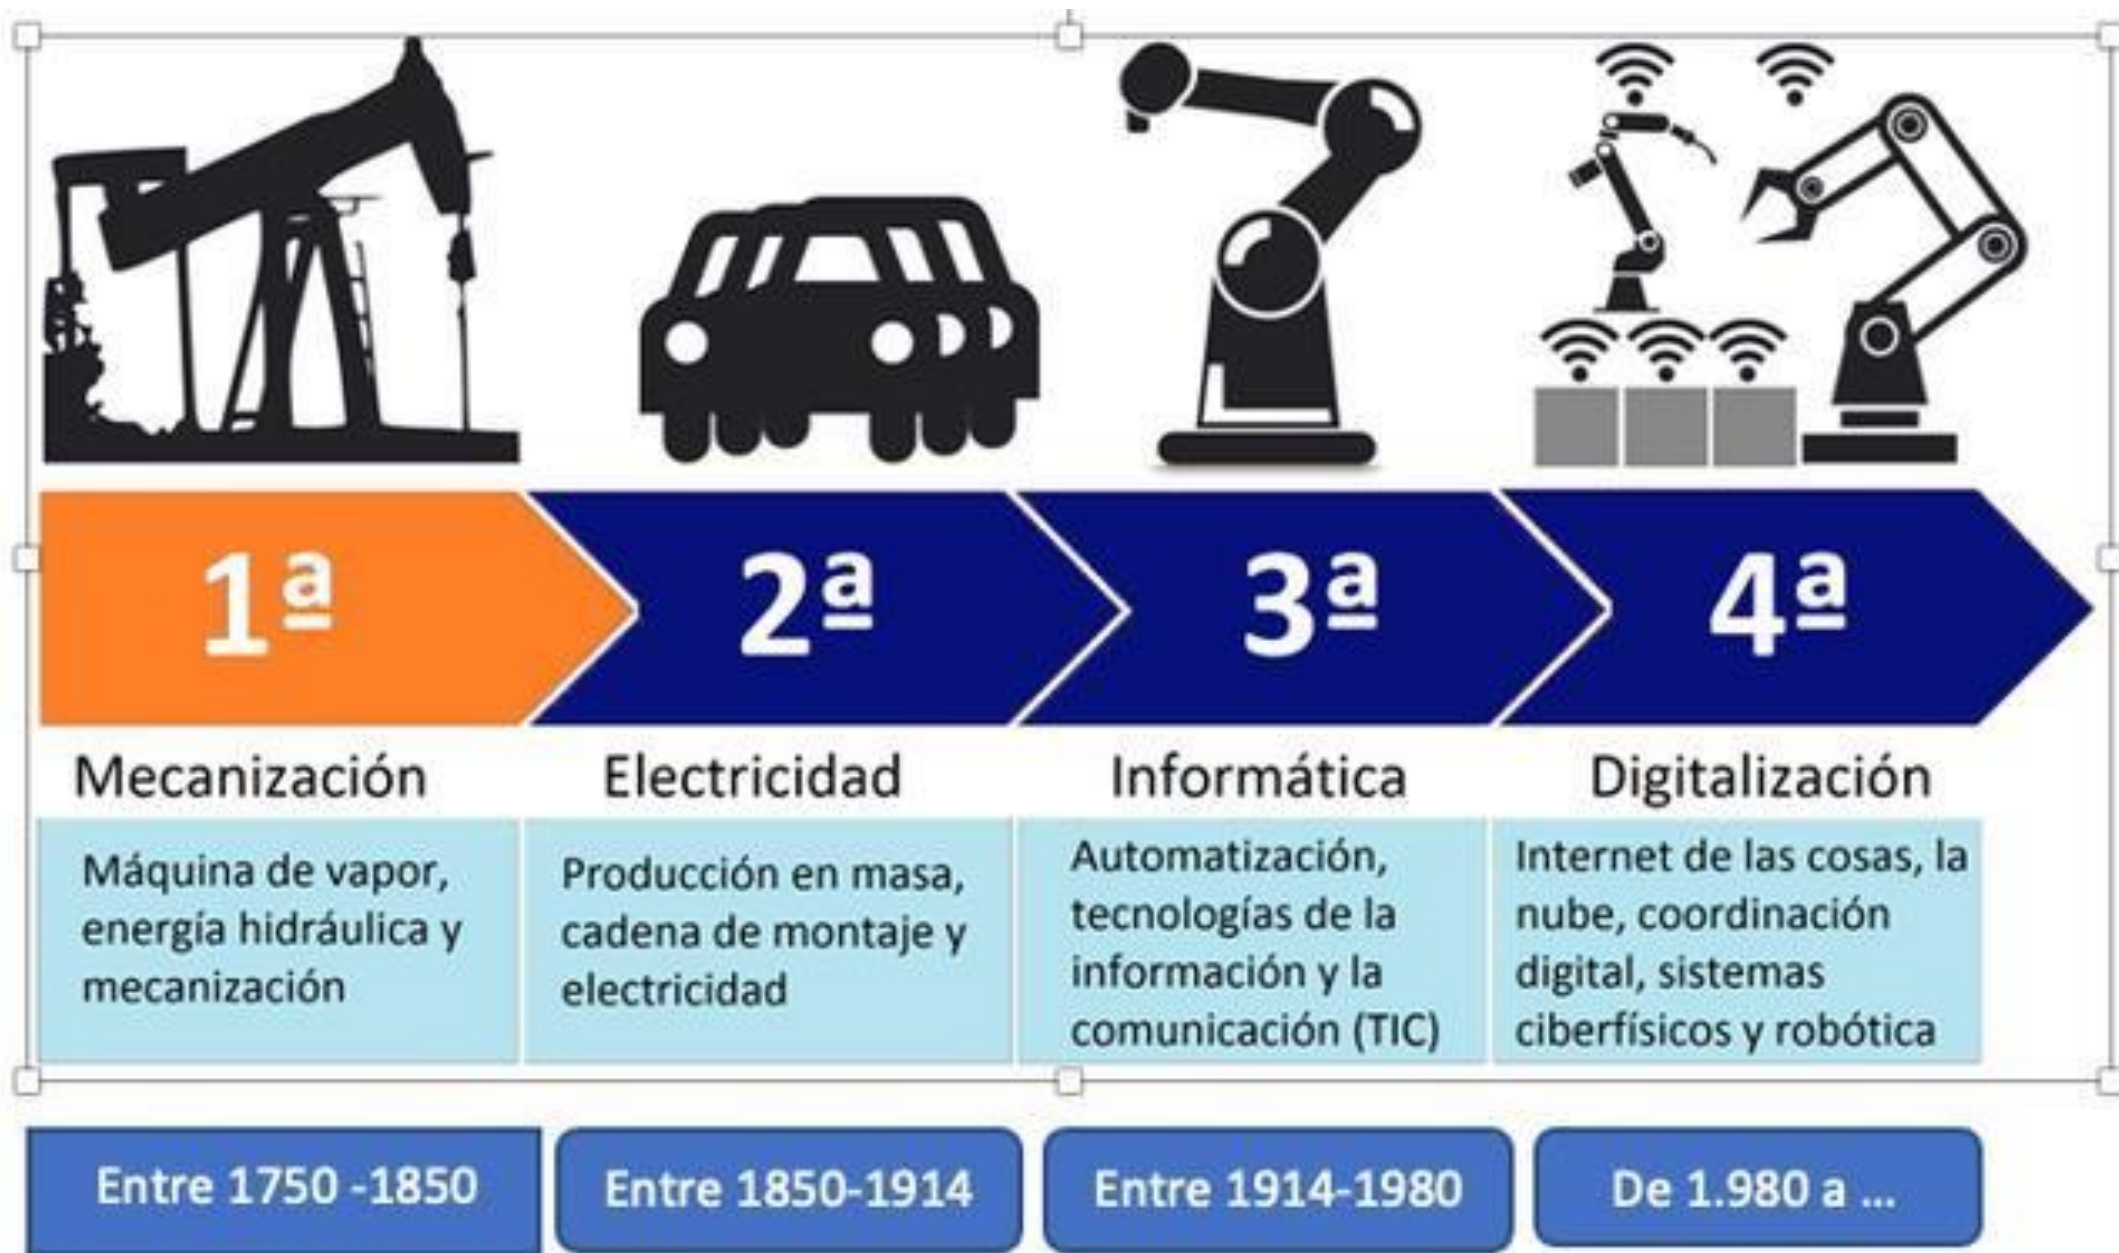 1ª
2ª
3ª
4ª
Mecanización
Electricidad
Informática
Digitalización
Máquina de vapor,
energía hidráulica y
mecanización
Producción en masa,
cadena de montaje y
electricidad
Automatización,
tecnologías de la
información y la
comunicación (TIC)
Internet de las cosas, la
nube, coordinación
digital, sistemas
ciberfísicos y robótica
Entre 1750 -1850
Entre 1850-1914
Entre 1914-1980
De 1.980 a ...